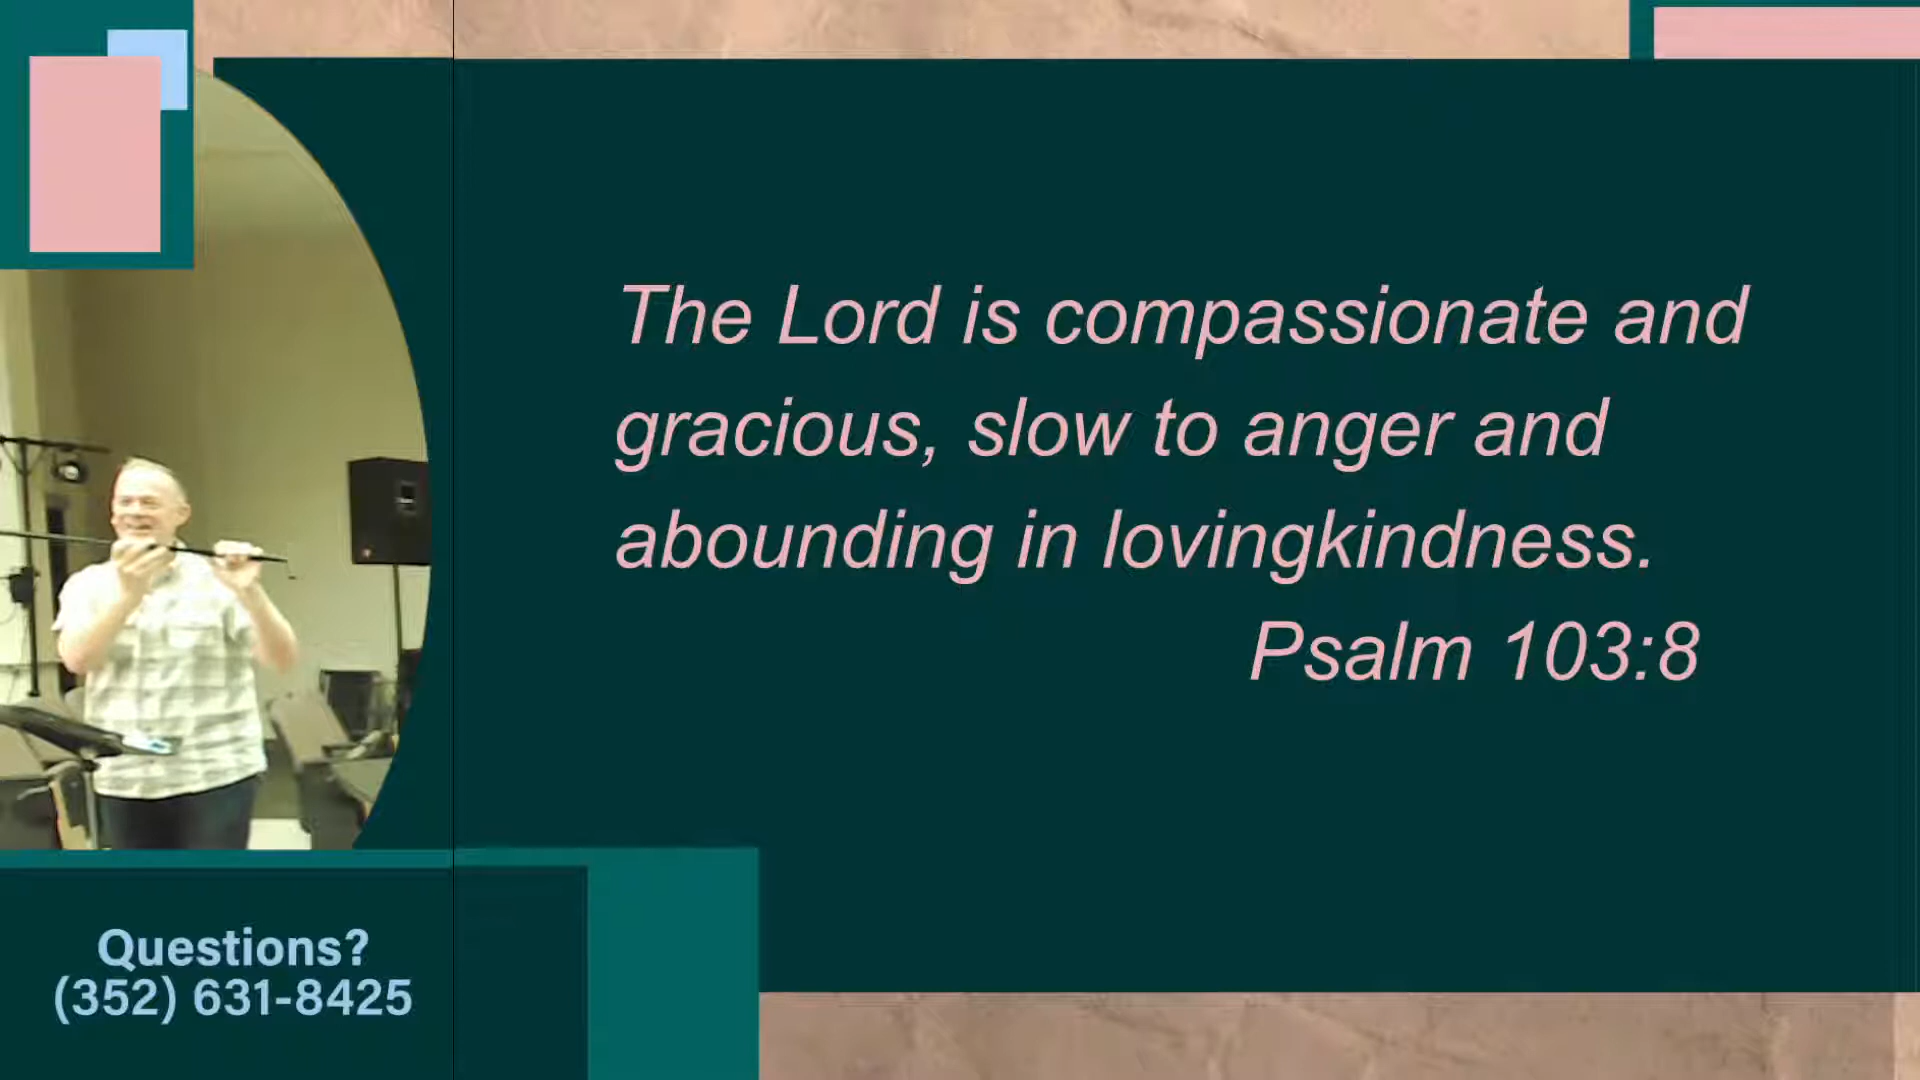 The Lord is compassionate and
gracious, slow to anger and
abounding in lovingkindness.
Psalm 103:8
Questions?
(352) 631-8425